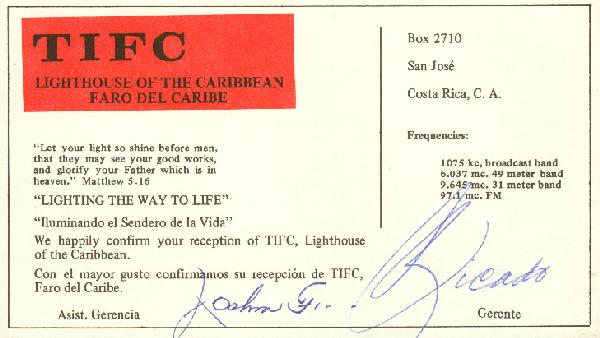 TIFC
LIGHTHOUSE OF THE CARIBBEAN
FARO DEL CARIBE
Box 2710
San José
Costa Rica, C. A.
Frequencies:
1075 kc, broadcast band
6.037 mc. 49 meter band
9.645 mc. 31 meter band
97.1 mc. FM
"Let your light so shine before men,
that they may see your good works,
and glorify your Father which is in
heaven." Matthew 5:16
"LIGHTING THE WAY TO LIFE"
"Iluminando el Sendero de la Vida"
We happily confirm your reception of TIFC, Lighthouse
of the Caribbean.
Con el mayor gusto confirmamos su recepción de TIFC,
Faro del Caribe.
Asist. Gerencia
Gerente